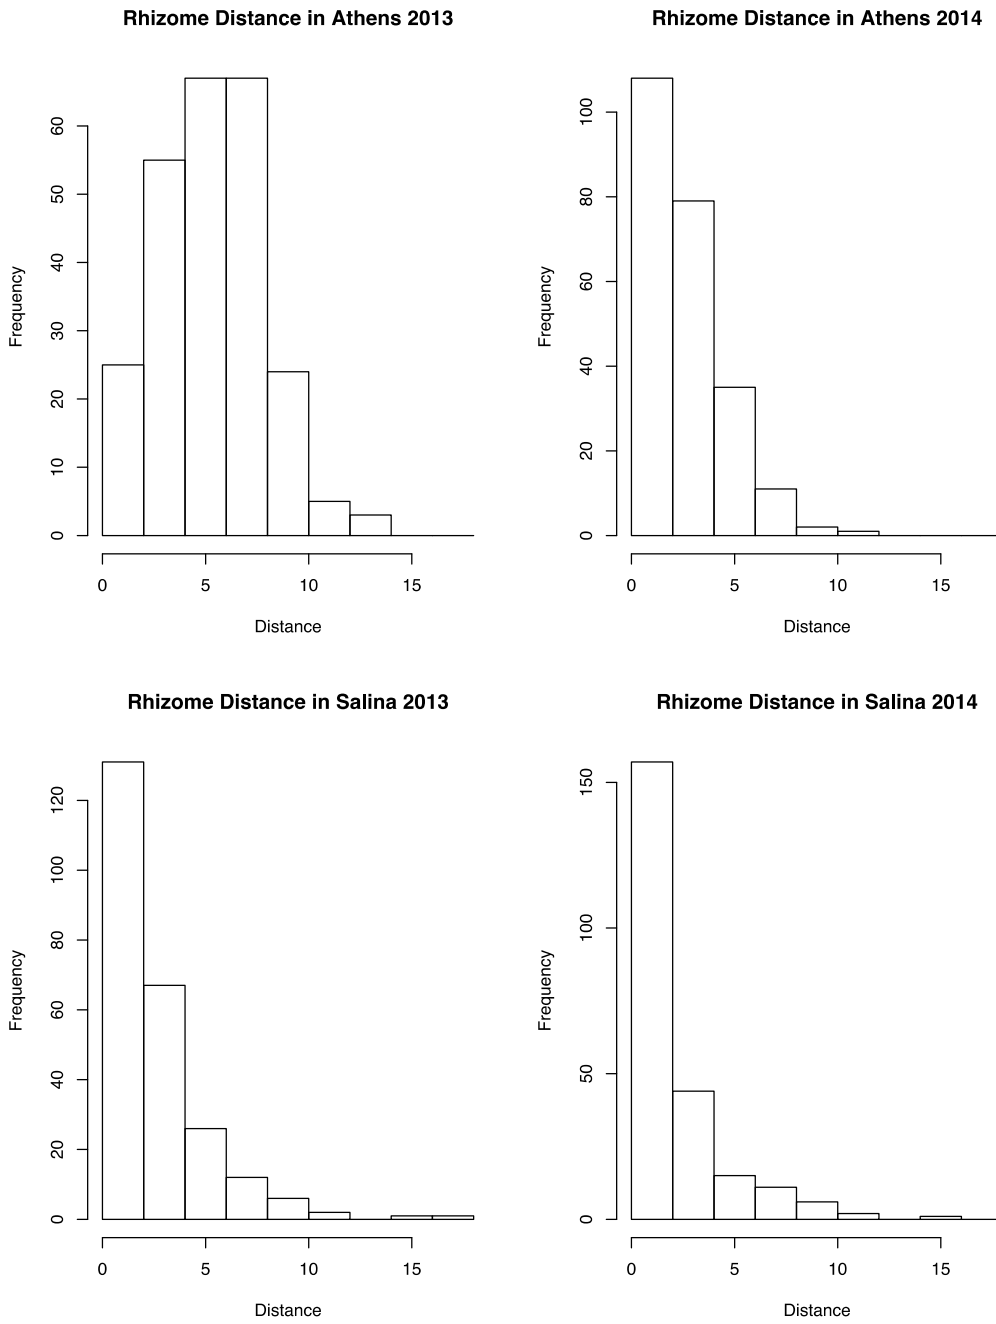 Rhizome Distance in Athens 2013
Frequency
0 10 20 30 40 50 60
0 5 10 15
Distance
Rhizome Distance in Athens 2014
Frequency
0 20 40 60 80 100
0 5 10 15
Distance
Rhizome Distance in Salina 2013
Frequency
0 20 40 60 80 100 120
0 5 10 15
Distance
Rhizome Distance in Salina 2014
Frequency
0 50 100 150
0 5 10 15
Distance